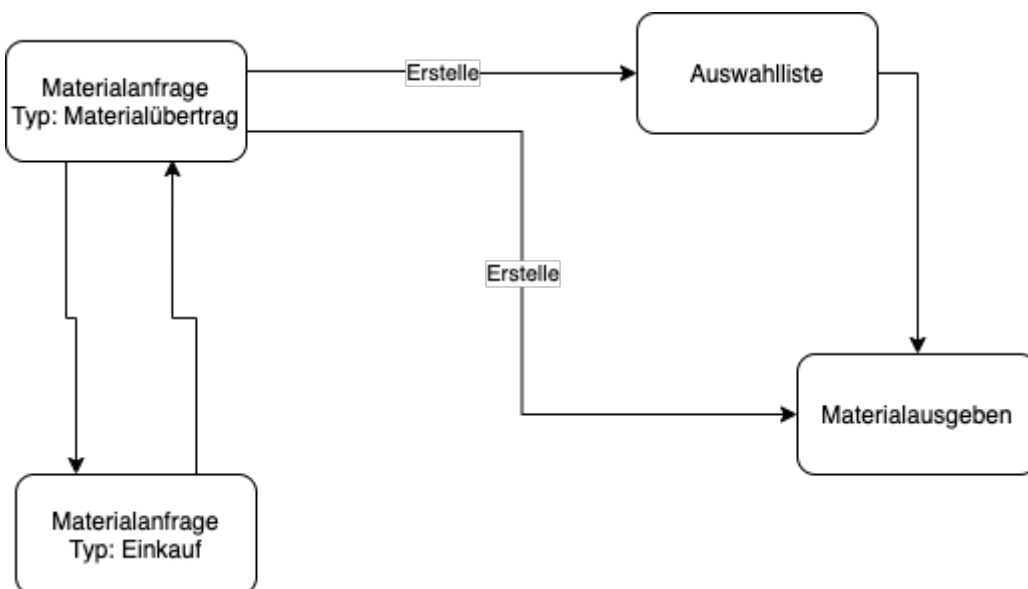 Materialanfrage
Typ: Materialübertrag
Erstelle
Auswahlliste
Erstelle
Materialausgeben
Materialanfrage
Typ: Einkauf